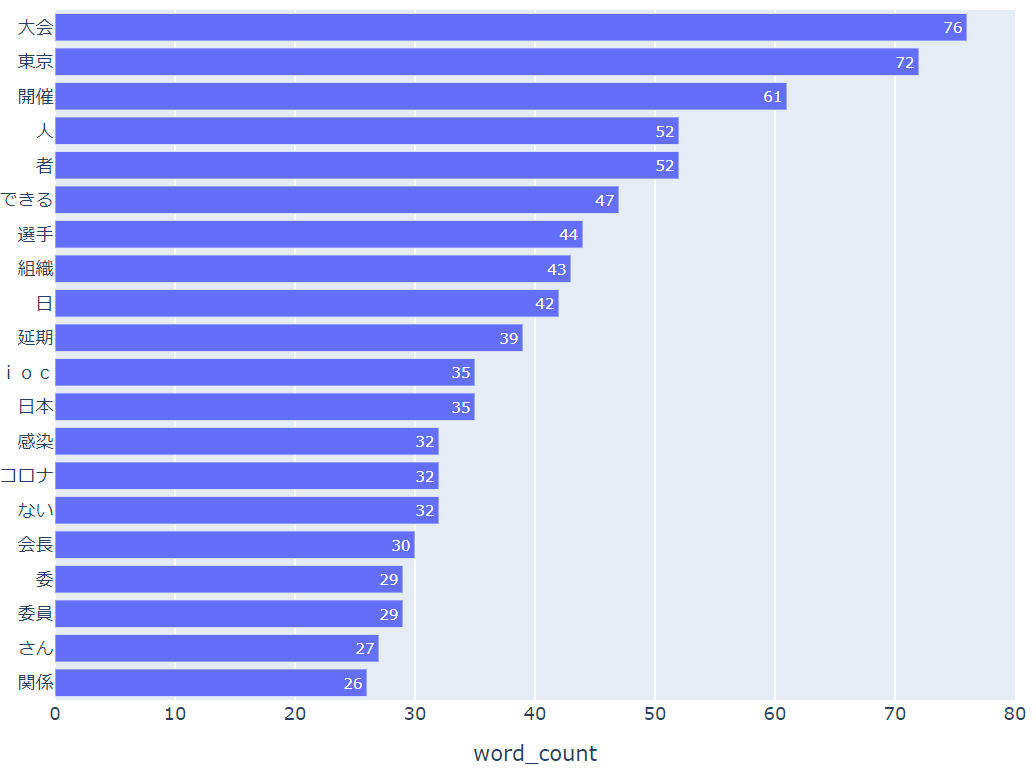 大会 76
東京 72
開催 61
人 52
者 52
できる 47
選手 44
組織 43
日 42
延期 39
ｉｏｃ 35
日本 35
感染 32
コロナ 32
ない 32
会長 30
委 29
委員 29
さん 27
関係 26
0 10 20 30 40 50 60 70 80
word_count